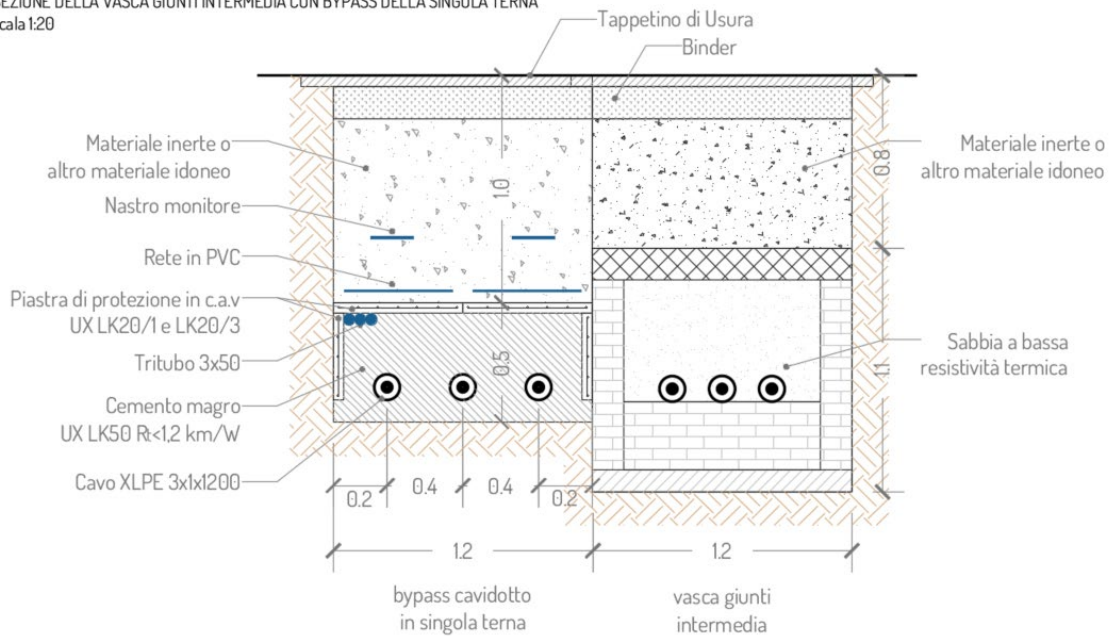 SEZIONE DELLA VASCA GIUNTI INTERMEDIA CON BYPASS DELLA SINGOLA TERNA
scala 1:20
Tappetino di Usura
Binder
Materiale inerte o
altro materiale idoneo
Nastro monitore
Rete in PVC
Piastra di protezione in c.a.v
UX LK20/1 e LK20/3
Tritubo 3x50
Cemento magro
UX LK50 Rt<1,2 km/W
Cavo XLPE 3x1x1200
1.0
0.5
Materiale inerte o
altro materiale idoneo
0.8
Sabbia a bassa
resistività termica
1.1
0.2
0.4
0.4
0.2
1.2
1.2
bypass cavidotto
in singola terna
vasca giunti
intermedia